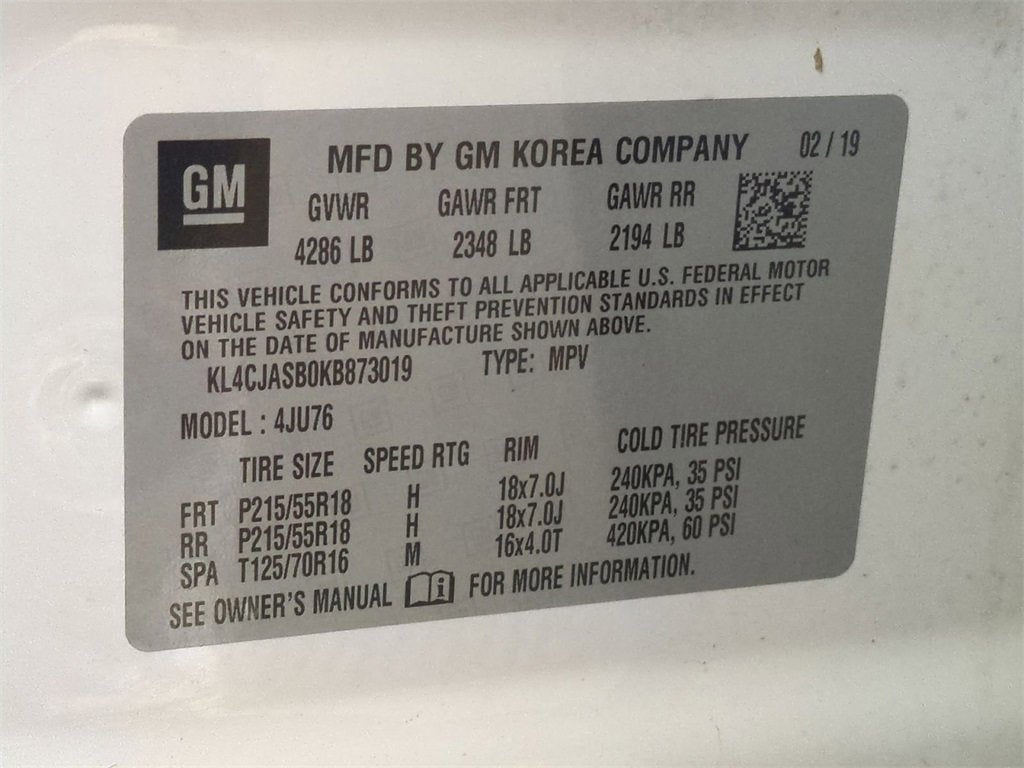 GM
MFD BY GM KOREA COMPANY 02 / 19
GVWR GAWR FRT GAWR RR
4286 LB 2348 LB 2194 LB
THIS VEHICLE CONFORMS TO ALL APPLICABLE U.S. FEDERAL MOTOR
VEHICLE SAFETY AND THEFT PREVENTION STANDARDS IN EFFECT
ON THE DATE OF MANUFACTURE SHOWN ABOVE.
KL4CJASB0KB873019 TYPE: MPV
MODEL : 4JU76
TIRE SIZE SPEED RTG RIM COLD TIRE PRESSURE
FRT P215/55R18 H 18x7.0J 240KPA, 35 PSI
RR P215/55R18 H 18x7.0J 240KPA, 35 PSI
SPA T125/70R16 M 16x4.0T 420KPA, 60 PSI
SEE OWNER'S MANUAL i FOR MORE INFORMATION.